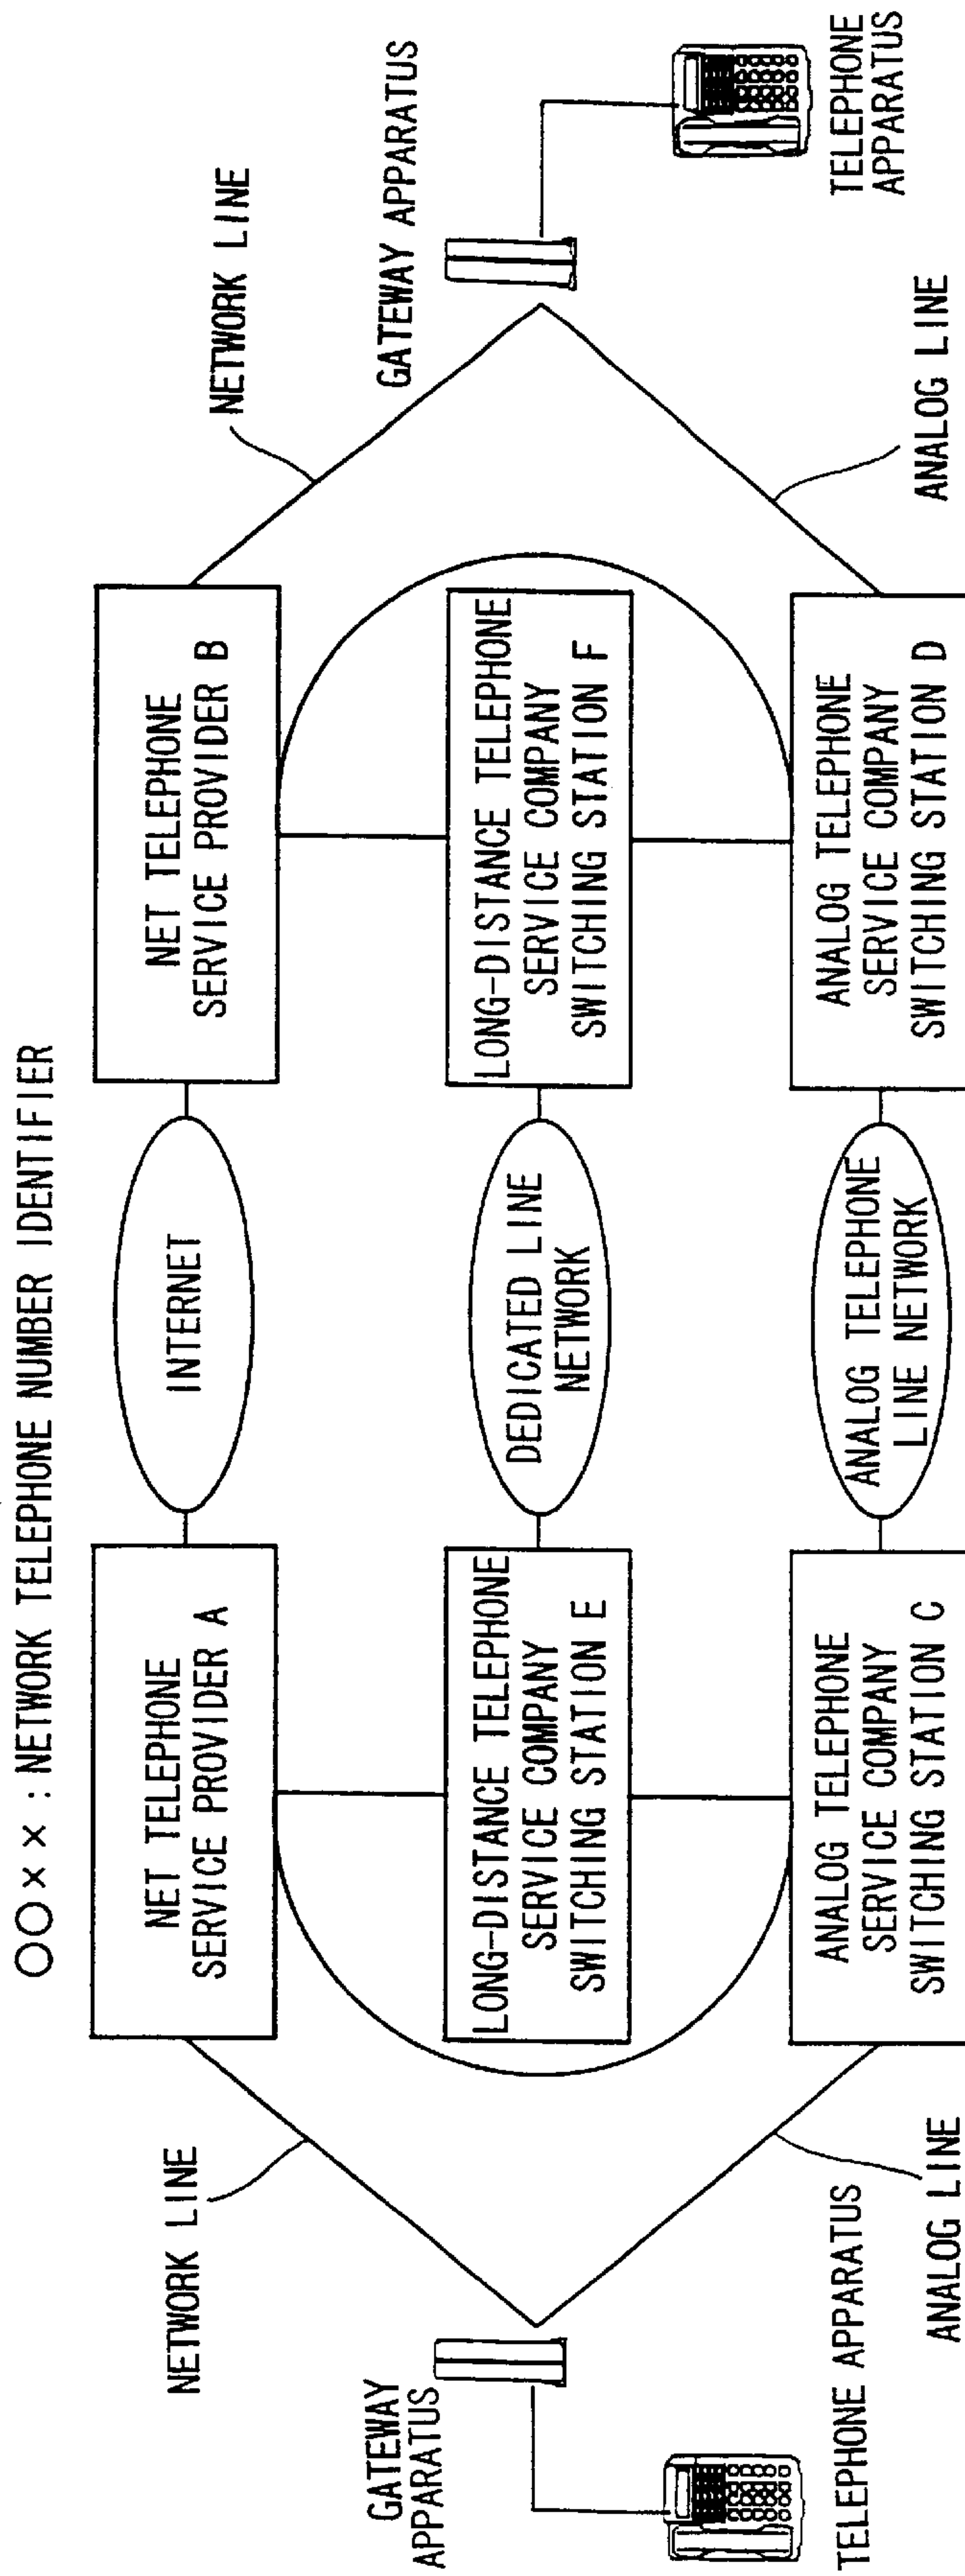 ○○×× : NETWORK TELEPHONE NUMBER IDENTIFIER
NETWORK LINE
NET TELEPHONE
SERVICE PROVIDER A
INTERNET
NET TELEPHONE
SERVICE PROVIDER B
NETWORK LINE
GATEWAY
APPARATUS
LONG-DISTANCE TELEPHONE
SERVICE COMPANY
SWITCHING STATION E
DEDICATED LINE
NETWORK
LONG-DISTANCE TELEPHONE
SERVICE COMPANY
SWITCHING STATION F
GATEWAY APPARATUS
TELEPHONE APPARATUS
ANALOG LINE
ANALOG TELEPHONE
SERVICE COMPANY
SWITCHING STATION C
ANALOG TELEPHONE
LINE NETWORK
ANALOG TELEPHONE
SERVICE COMPANY
SWITCHING STATION D
ANALOG LINE
TELEPHONE
APPARATUS